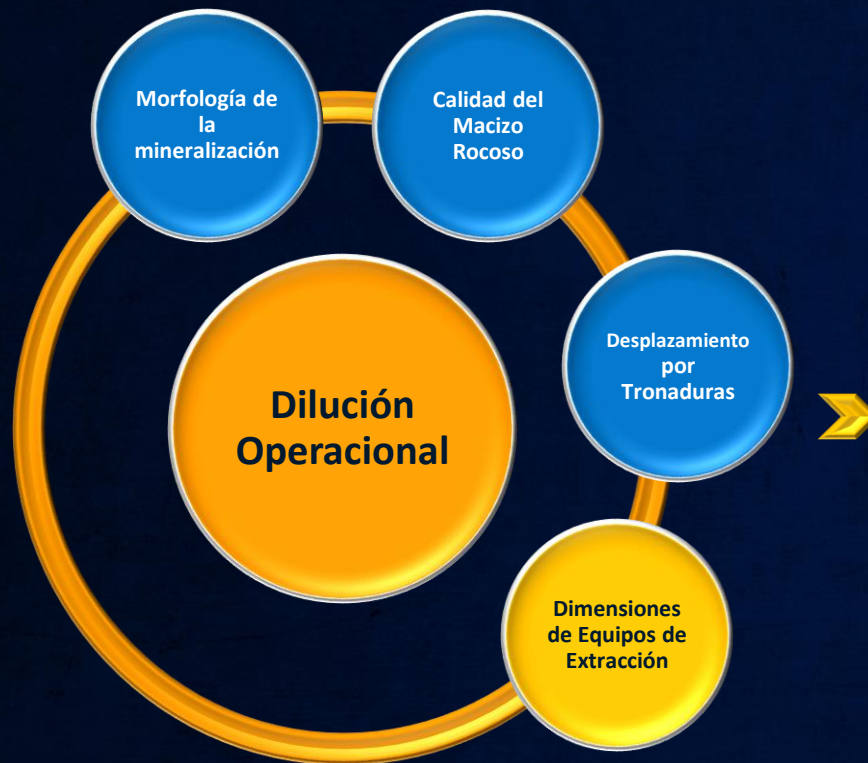 Morfología de
la
mineralización
Calidad del
Macizo
Rocoso
Desplazamiento
por
Tronaduras
Dilución
Operacional
Dimensiones
de Equipos de
Extracción